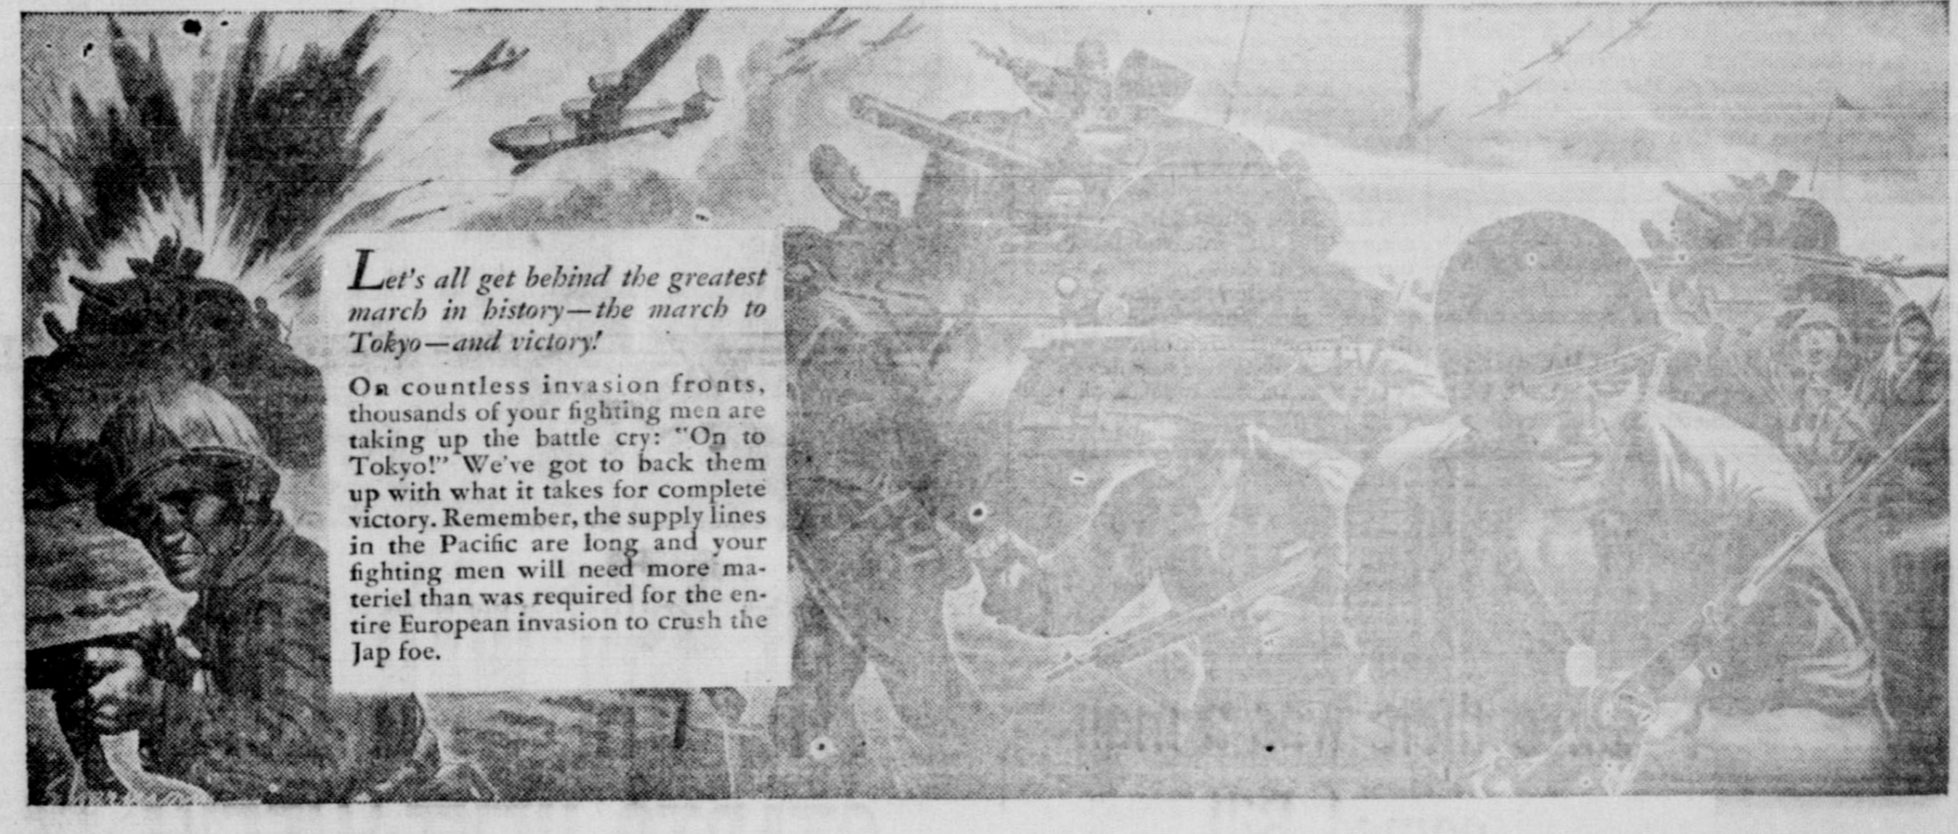 Let's all get behind the greatest
march in history—the march to
Tokyo—and victory!
On countless invasion fronts,
thousands of your fighting men are
taking up the battle cry: "On to
Tokyo!" We've got to back them
up with what it takes for complete
victory. Remember, the supply lines
in the Pacific are long and your
fighting men will need more ma-
teriel than was required for the en-
tire European invasion to crush the
Jap foe.